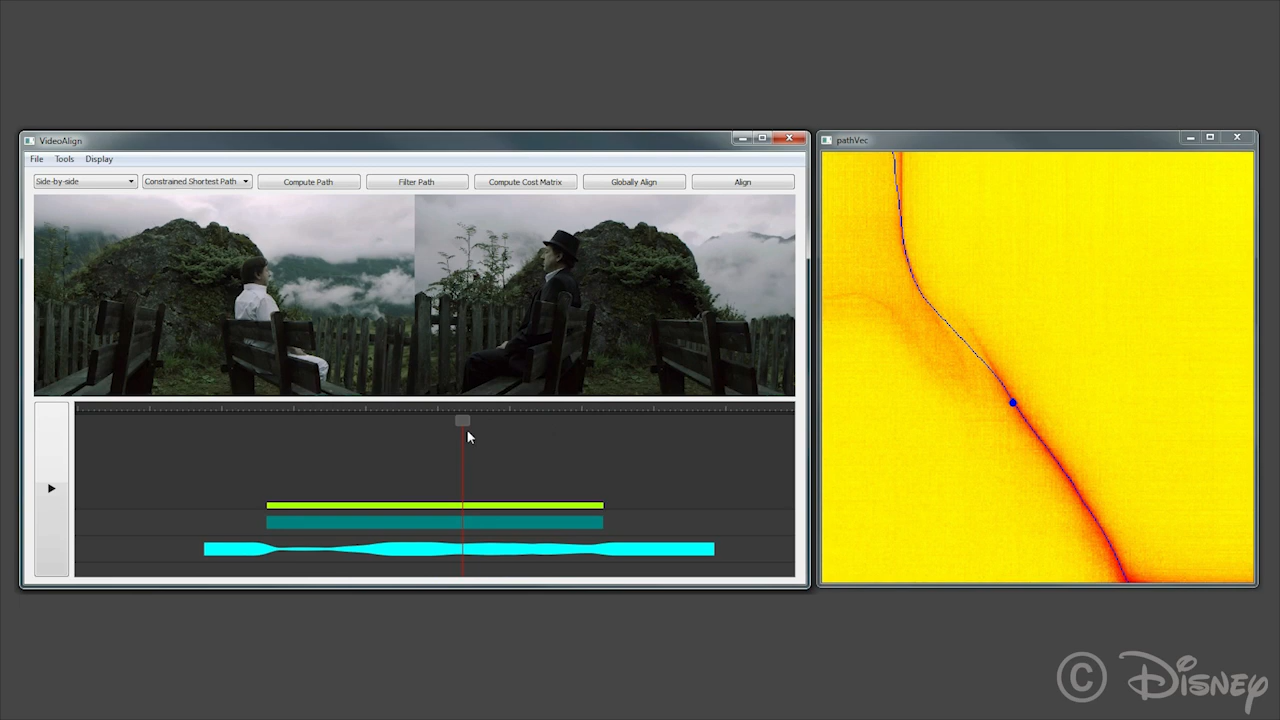 VideoAlign
File Tools Display
Side-by-side Constrained Shortest Path Compute Path Filter Path Compute Cost Matrix Globally Align Align
pathVec
© Disney